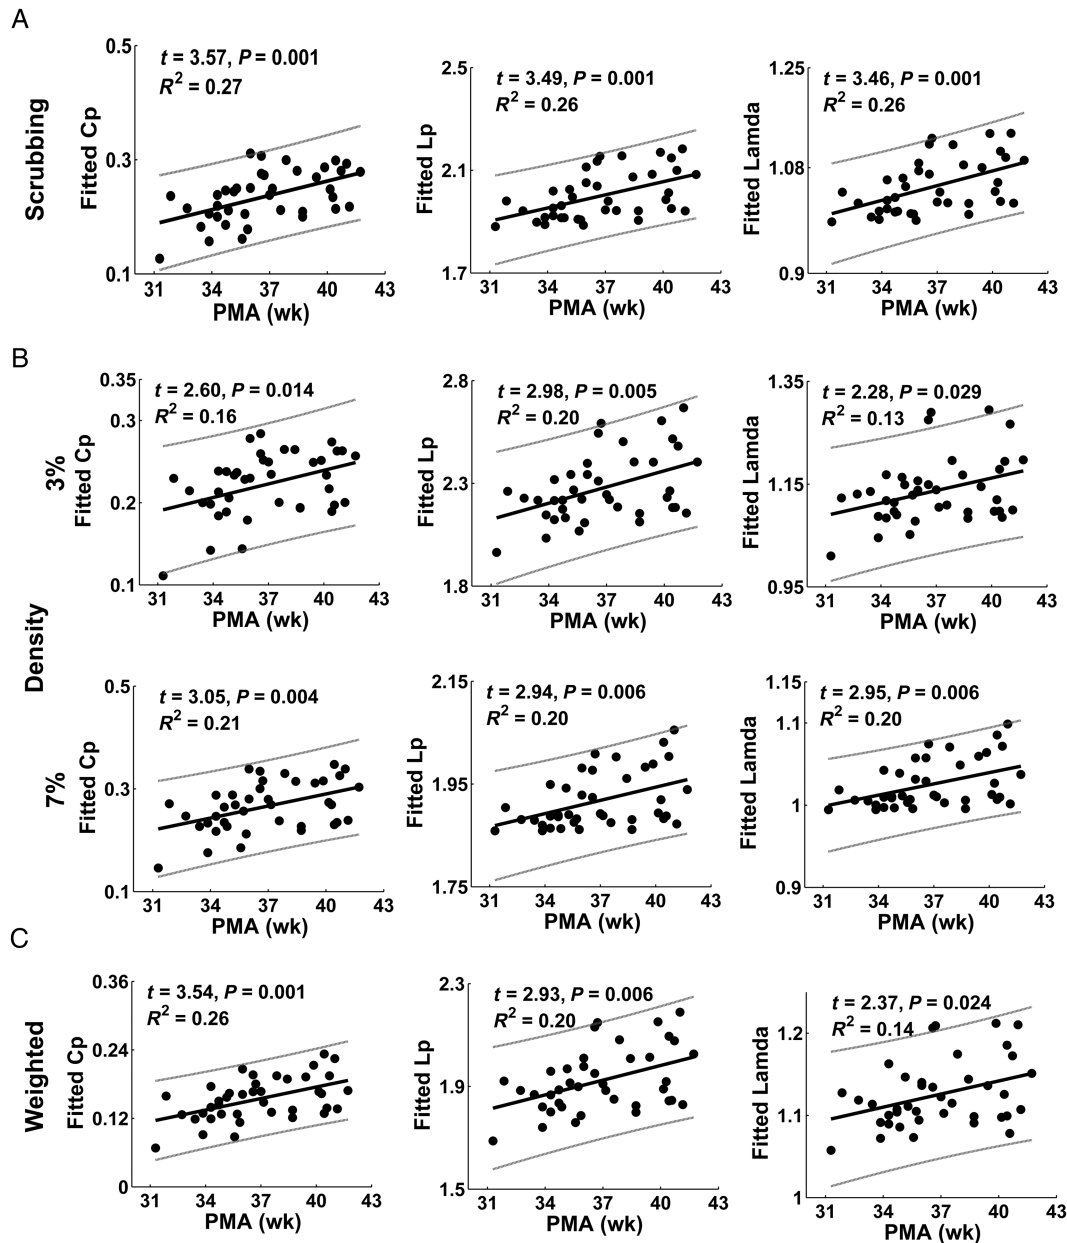 A
Scrubbing
t = 3.57, P = 0.001
R2 = 0.27
Fitted Cp
0.5
0.3
0.1
31 34 37 40 43
PMA (wk)
t = 3.49, P = 0.001
R2 = 0.26
Fitted Lp
2.5
2.1
1.7
31 34 37 40 43
PMA (wk)
t = 3.46, P = 0.001
R2 = 0.26
Fitted Lamda
1.25
1.08
0.9
31 34 37 40 43
PMA (wk)
B
Density
3%
t = 2.60, P = 0.014
R2 = 0.16
Fitted Cp
0.35
0.3
0.2
0.1
31 34 37 40 43
PMA (wk)
t = 2.98, P = 0.005
R2 = 0.20
Fitted Lp
2.8
2.3
1.8
31 34 37 40 43
PMA (wk)
t = 2.28, P = 0.029
R2 = 0.13
Fitted Lamda
1.35
1.15
0.95
31 34 37 40 43
PMA (wk)
7%
t = 3.05, P = 0.004
R2 = 0.21
Fitted Cp
0.5
0.3
0.1
31 34 37 40 43
PMA (wk)
t = 2.94, P = 0.006
R2 = 0.20
Fitted Lp
2.15
1.95
1.75
31 34 37 40 43
PMA (wk)
t = 2.95, P = 0.006
R2 = 0.20
Fitted Lamda
1.15
1.1
1
0.9
31 34 37 40 43
PMA (wk)
C
Weighted
t = 3.54, P = 0.001
R2 = 0.26
Fitted Cp
0.36
0.24
0.12
0
31 34 37 40 43
PMA (wk)
t = 2.93, P = 0.006
R2 = 0.20
Fitted Lp
2.3
1.9
1.5
31 34 37 40 43
PMA (wk)
t = 2.37, P = 0.024
R2 = 0.14
Fitted Lamda
1.2
1.1
1
31 34 37 40 43
PMA (wk)